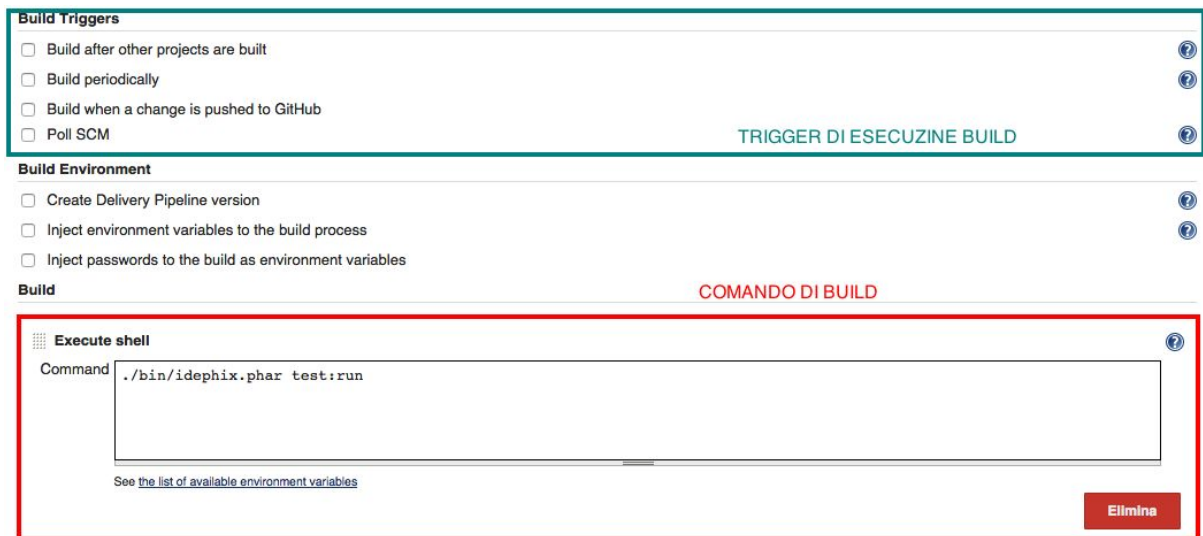 Build Triggers
Build after other projects are built
Build periodically
Build when a change is pushed to GitHub
Poll SCM
TRIGGER DI ESECUZINE BUILD
Build Environment
Create Delivery Pipeline version
Inject environment variables to the build process
Inject passwords to the build as environment variables
Build
COMANDO DI BUILD
Execute shell
Command
./bin/idephix.phar test:run
See the list of available environment variables
Elimina